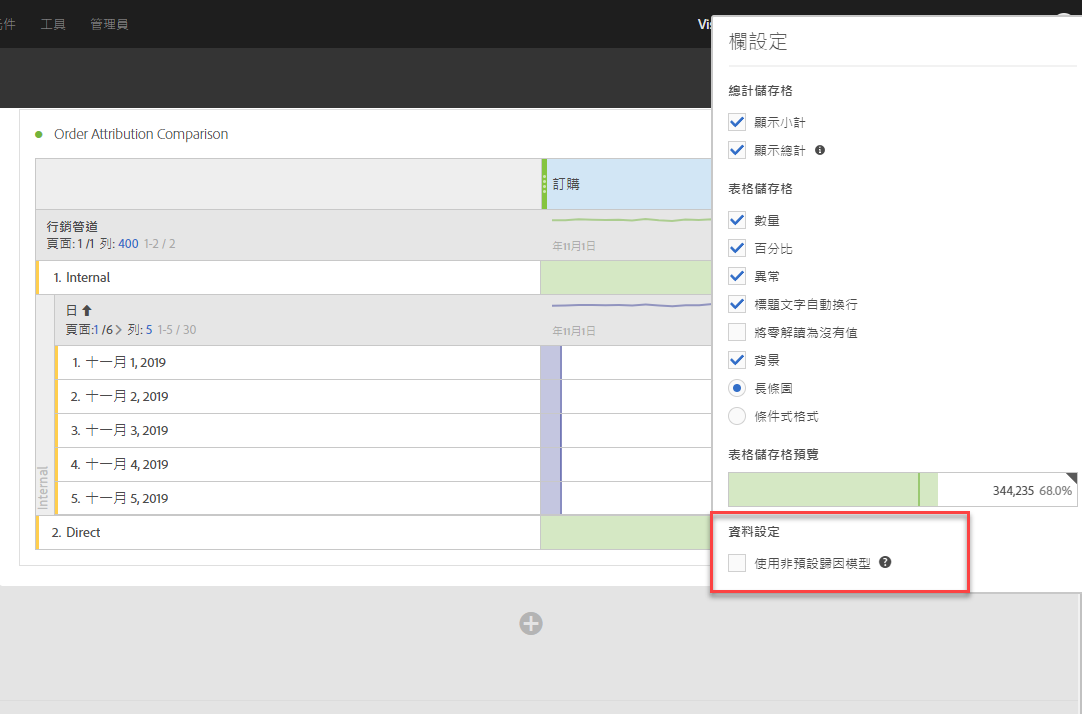 工具
管理員
欄設定
總計儲存格
顯示小計
顯示總計
表格儲存格
數量
百分比
異常
標題文字自動換行
將零解讀為沒有值
背景
長條圖
條件式格式
表格儲存格預覽
344,235 68.0%
資料設定
使用非預設歸因模型
Order Attribution Comparison
訂購
行銷管道
頁面:1 /1 列: 400 1-2 / 2
年11月1日
1. Internal
日
頁面:1 /6 列: 5 1-5 / 30
年11月1日
1. 十一月 1, 2019
2. 十一月 2, 2019
3. 十一月 3, 2019
4. 十一月 4, 2019
5. 十一月 5, 2019
Internal
2. Direct